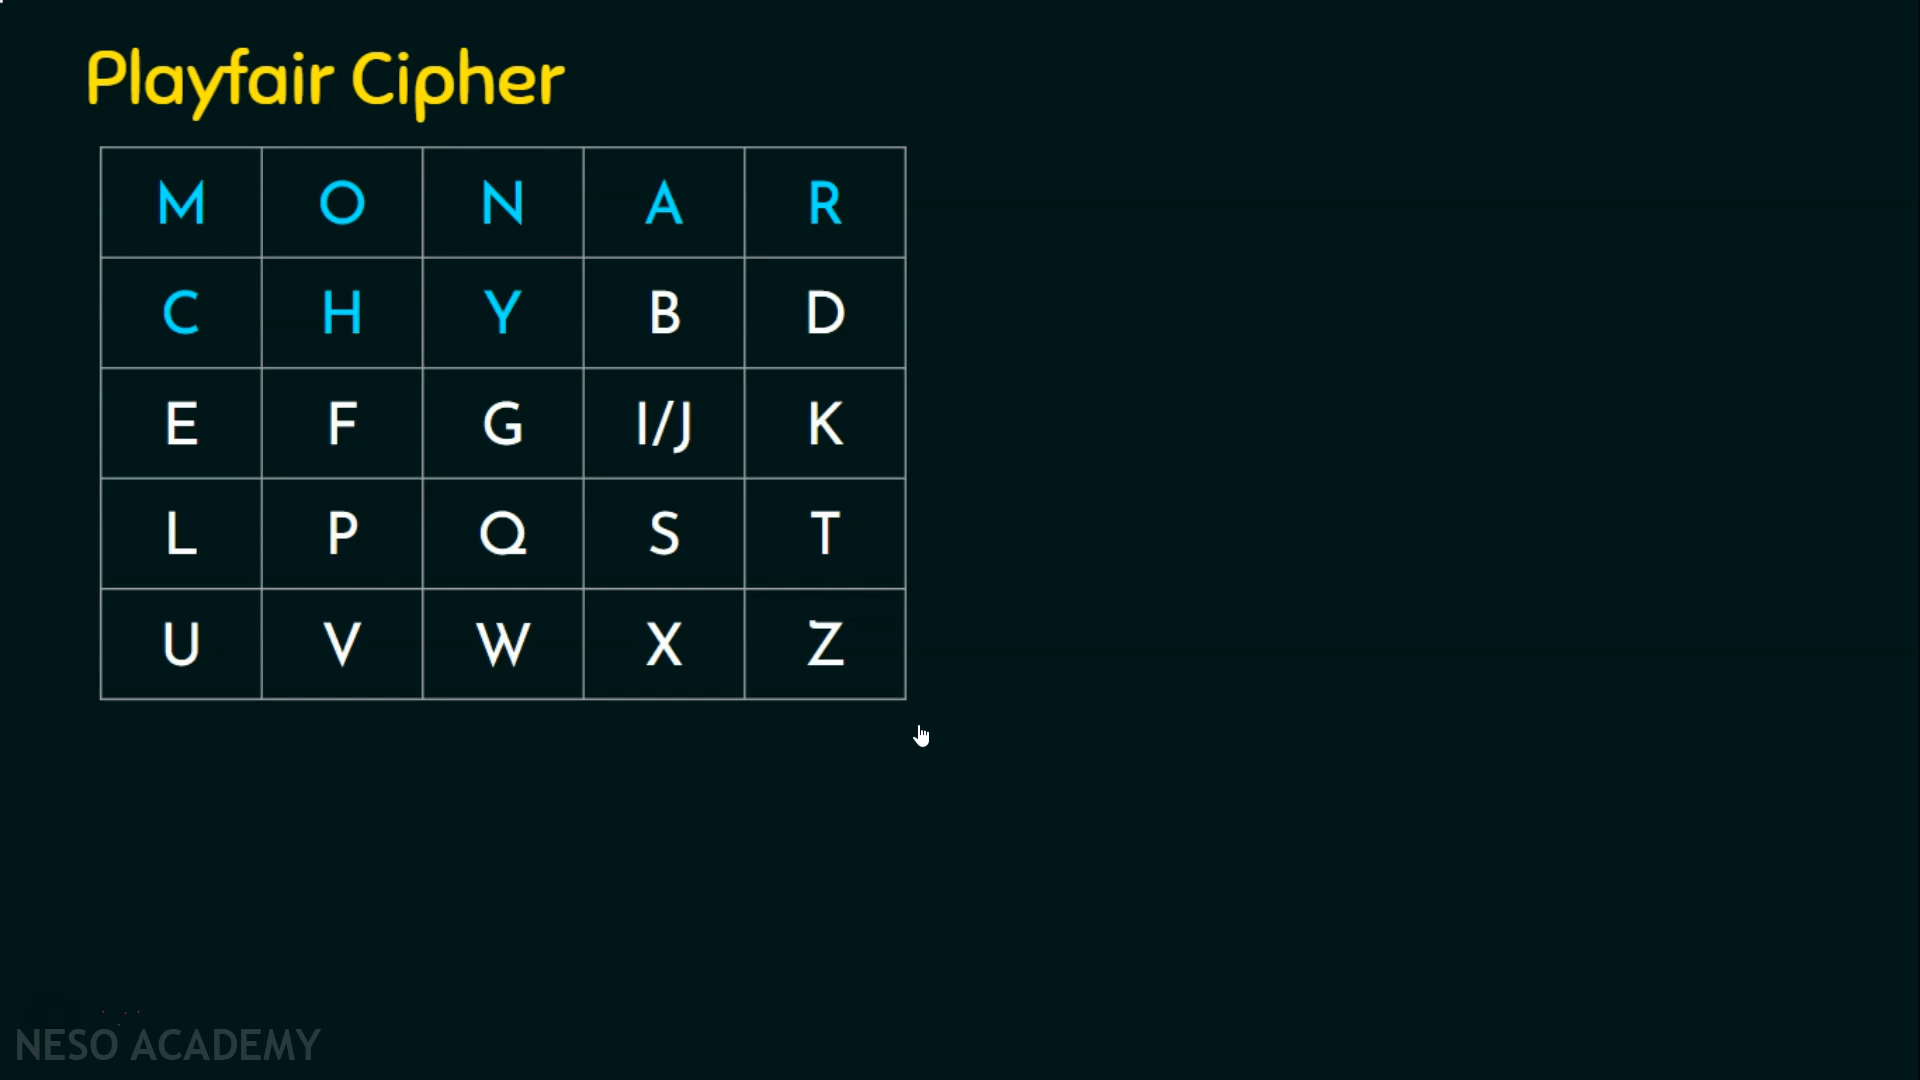 Playfair Cipher
M O N A R
C H Y B D
E F G I/J K
L P Q S T
U V W X Z
NESO ACADEMY